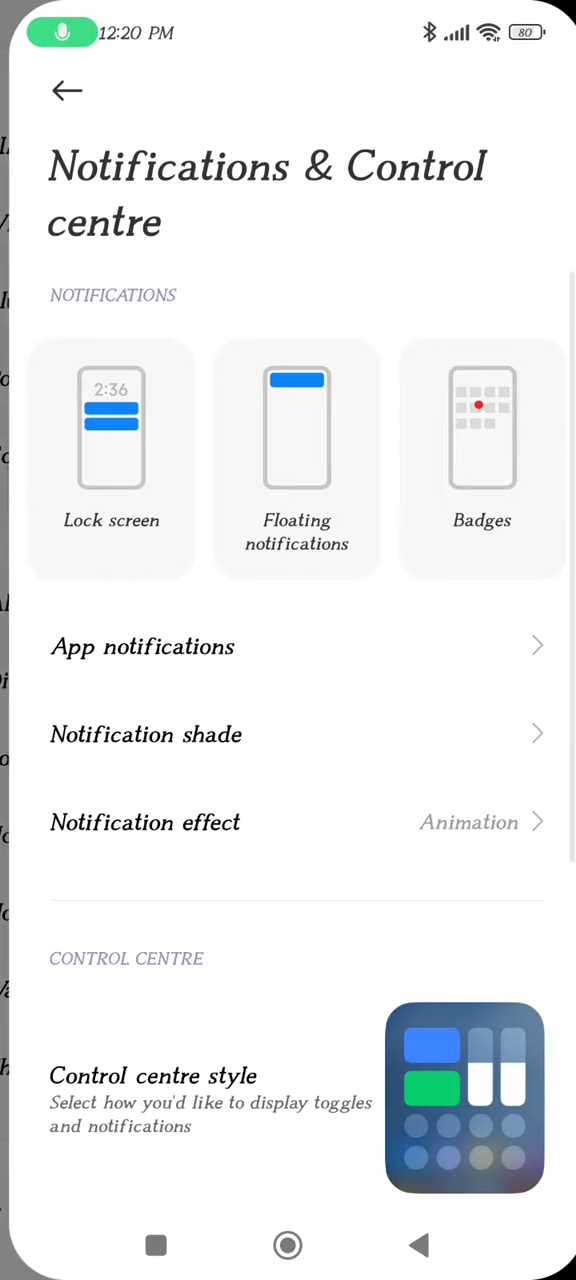 12:20 PM
80
Notifications & Control
centre
NOTIFICATIONS
2:36
Lock screen
Floating
notifications
Badges
App notifications
Notification shade
Notification effect Animation
CONTROL CENTRE
Control centre style
Select how you'd like to display toggles
and notifications